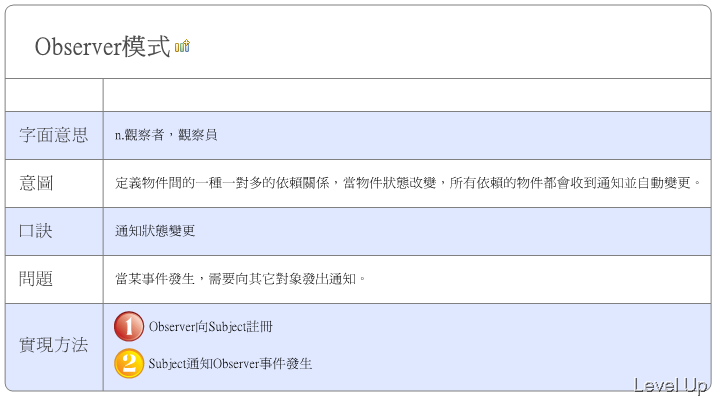 Observer模式
字面意思
n.觀察者，觀察員
意圖
定義物件間的一種一對多的依賴關係，當物件狀態改變，所有依賴的物件都會收到通知並自動變更。
口訣
通知狀態變更
問題
當某事件發生，需要向其它對象發出通知。
實現方法
1 Observer向Subject註冊
2 Subject通知Observer事件發生
Level Up